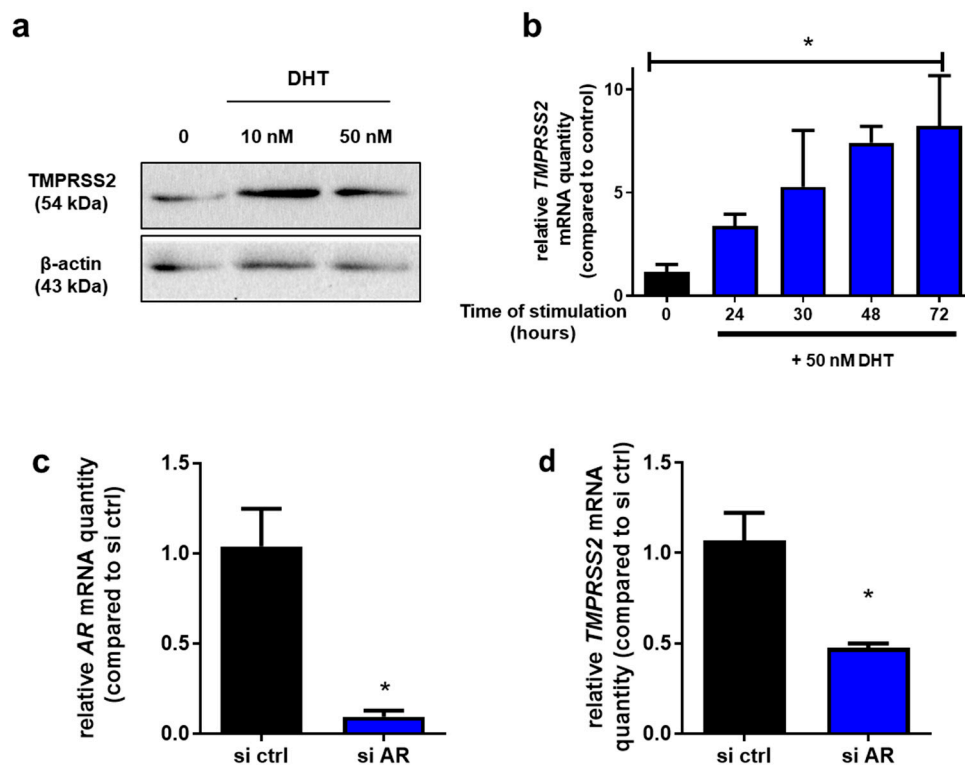 a
DHT
0 10 nM 50 nM
TMPRSS2
(54 kDa)
β-actin
(43 kDa)
b
*
relative TMPRSS2
mRNA quantity
(compared to control)
10
5
0
Time of stimulation
(hours)
0 24 30 48 72
+ 50 nM DHT
c
relative AR mRNA quantity
(compared to si ctrl)
1.5
1.0
0.5
0.0
*
si ctrl si AR
d
relative TMPRSS2 mRNA
quantity (compared to si ctrl)
1.5
1.0
0.5
0.0
*
si ctrl si AR